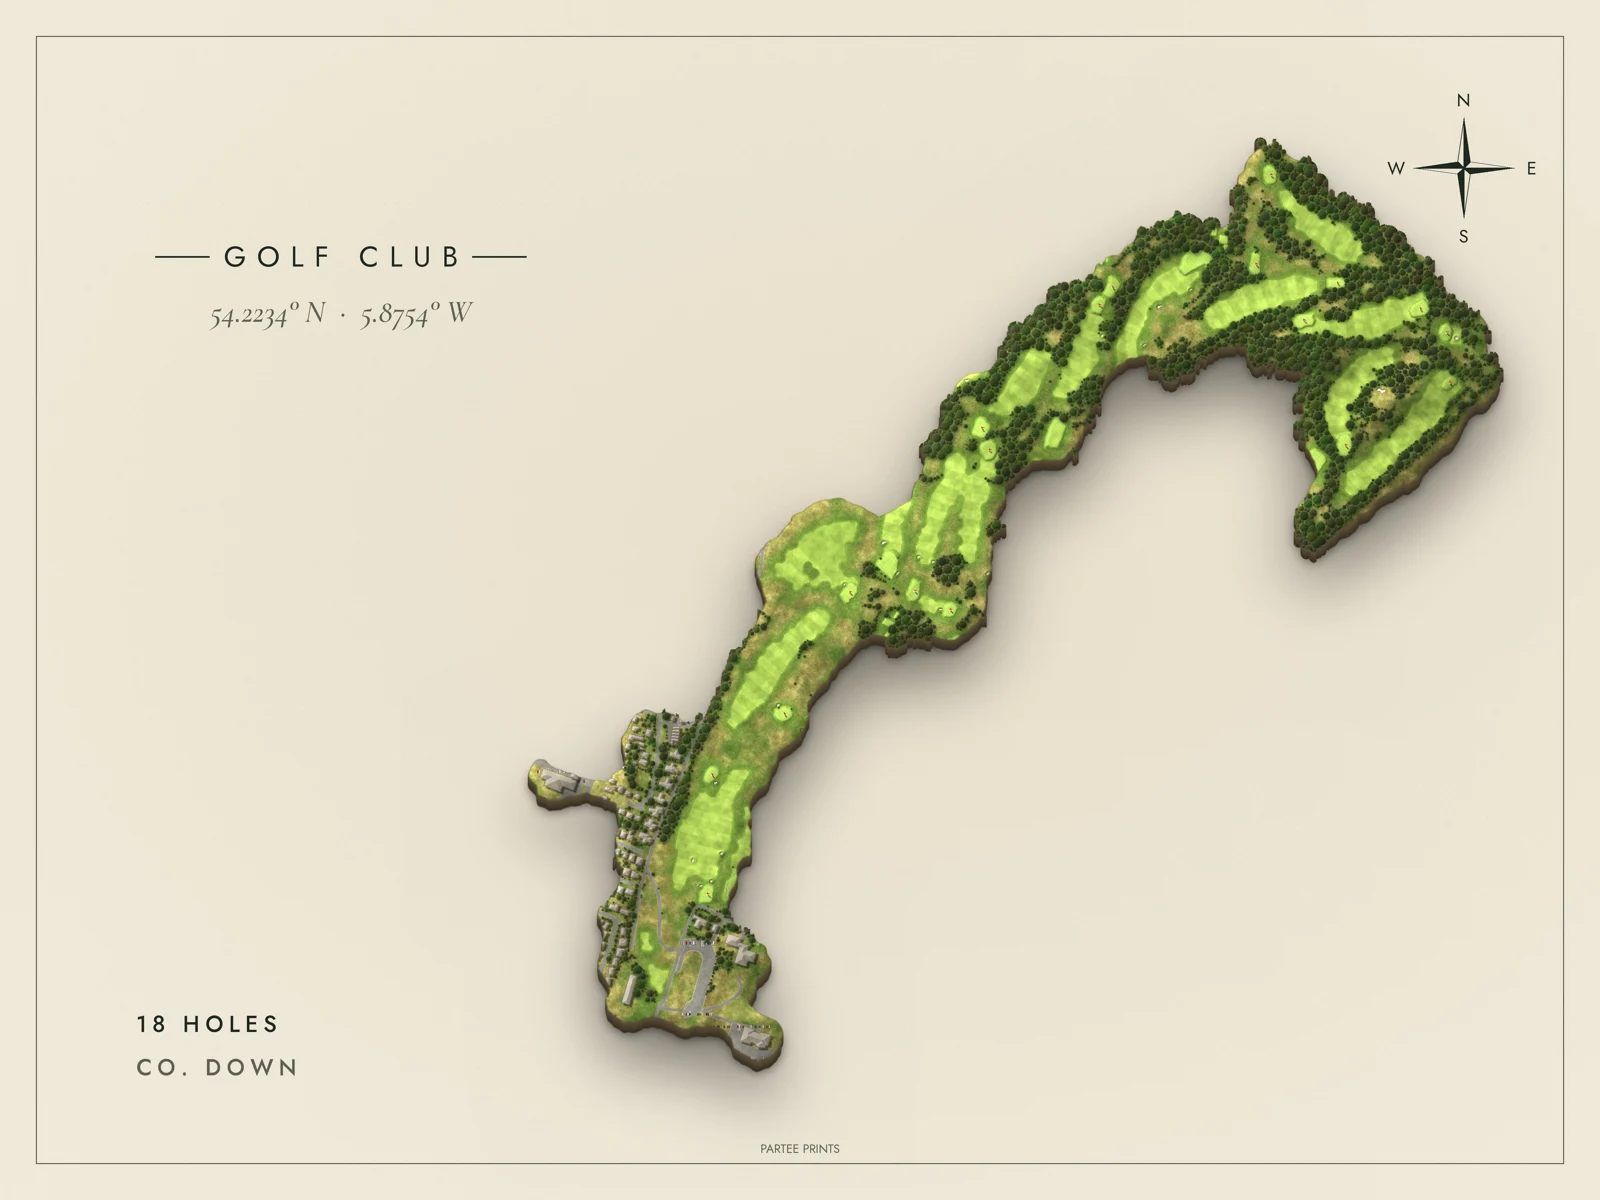 N
W E
S
GOLF CLUB
54.2234° N · 5.8754° W
18 HOLES
CO. DOWN
PARTEE PRINTS